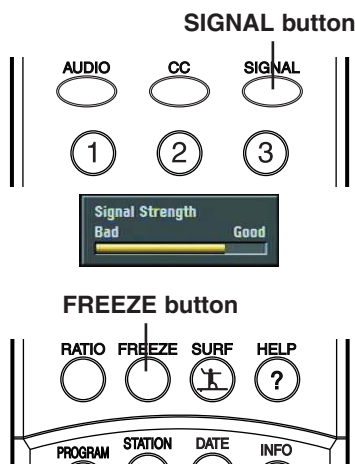 SIGNAL button
AUDIO CC SIGNAL
1 2 3
Signal Strength
Bad Good
FREEZE button
RATIO FREEZE SURF HELP
?
PROGRAM STATION DATE INFO